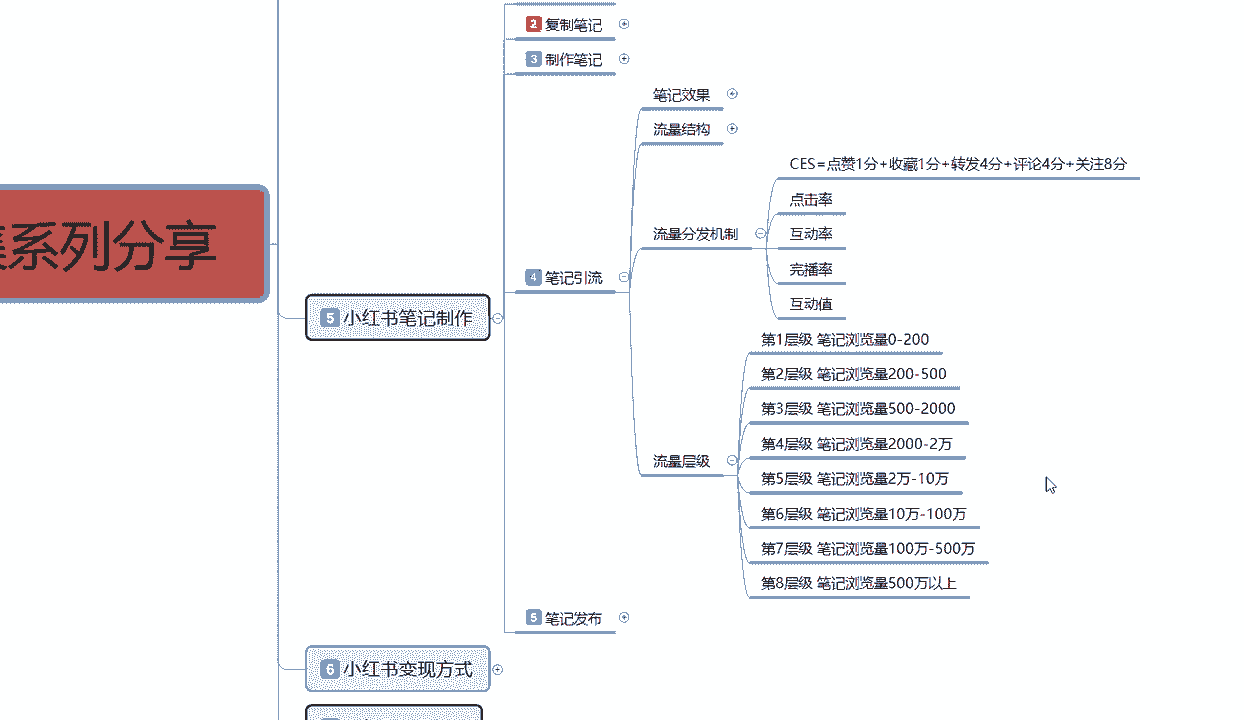 系列分享
5 小红书笔记制作
2 复制笔记
3 制作笔记
4 笔记引流
笔记效果
流量结构
流量分发机制
CES=点赞1分+收藏1分+转发4分+评论4分+关注8分
点击率
互动率
完播率
互动值
流量层级
第1层级 笔记浏览量0-200
第2层级 笔记浏览量200-500
第3层级 笔记浏览量500-2000
第4层级 笔记浏览量2000-2万
第5层级 笔记浏览量2万-10万
第6层级 笔记浏览量10万-100万
第7层级 笔记浏览量100万-500万
第8层级 笔记浏览量500万以上
5 笔记发布
6 小红书变现方式